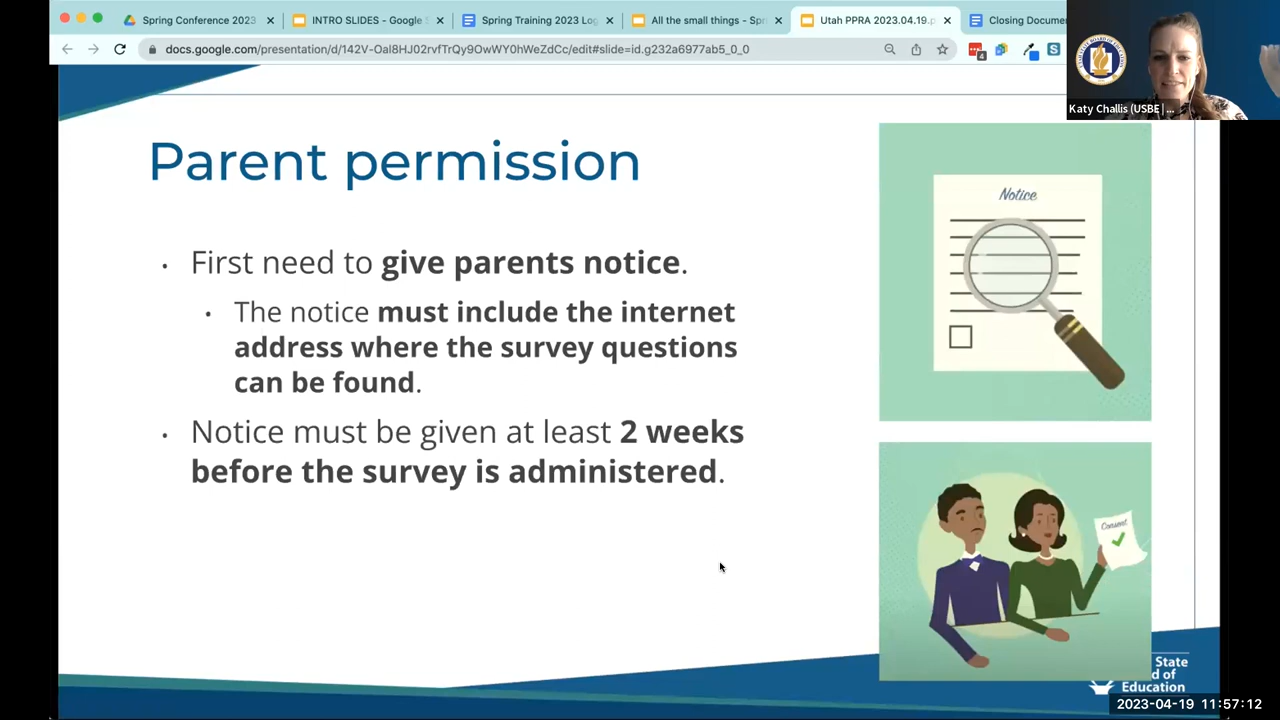 Spring Conference 2023
INTRO SLIDES - Google S
Spring Training 2023 Log
All the small things - Spr
Utah PPRA 2023.04.19.p
Closing Documen
docs.google.com/presentation/d/142V-
/edit#slide=id.g232a6977ab5_0_0
4
Katy Challis (USBE | ...
Parent permission
• First need to give parents notice.
• The notice must include the internet
address where the survey questions
can be found.
• Notice must be given at least 2 weeks
before the survey is administered.
Notice
Consent
State
d of
Education
2023-04-19 11:57:12